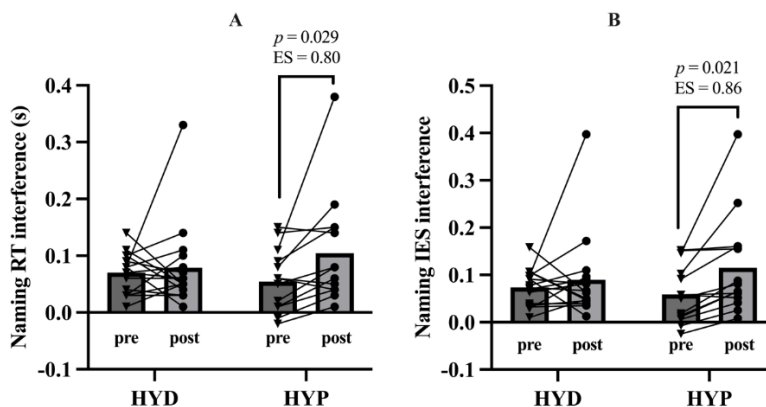 A
p = 0.029
ES = 0.80
Naming RT interference (s)
0.4
0.3
0.2
0.1
0.0
-0.1
pre
post
pre
post
HYD
HYP
B
p = 0.021
ES = 0.86
Naming IES interference
0.5
0.4
0.3
0.2
0.1
0.0
-0.1
pre
post
pre
post
HYD
HYP